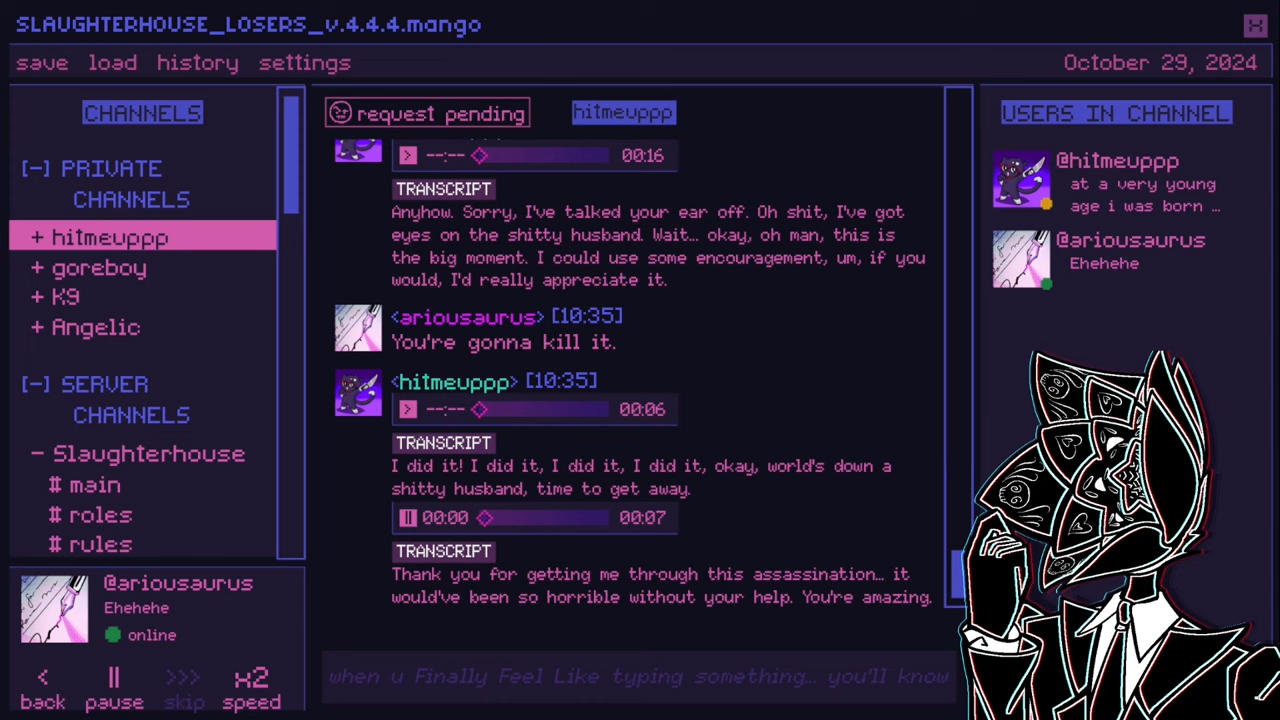 SLAUGHTERHOUSE_LOSERS_v.4.4.4.mango
X
save load history settings
October 29, 2024
CHANNELS
[-] PRIVATE
CHANNELS
+ hitmeuppp
+ goreboy
+ K9
+ Angelic
[-] SERVER
CHANNELS
- Slaughterhouse
# main
# roles
# rules
@ariousaurus
Ehehehe
online
< || >>> x2
back pause skip speed
request pending
hitmeuppp
> --:-- 00:16
TRANSCRIPT
Anyhow. Sorry, I've talked your ear off. Oh shit, I've got
eyes on the shitty husband. Wait... okay, oh man, this is
the big moment. I could use some encouragement, um, if you
would, I'd really appreciate it.
<ariousaurus> [10:35]
You're gonna kill it.
<hitmeuppp> [10:35]
> --:-- 00:06
TRANSCRIPT
I did it! I did it, I did it, I did it, okay, world's down a
shitty husband, time to get away.
|| 00:00 00:07
TRANSCRIPT
Thank you for getting me through this assassination... it
would've been so horrible without your help. You're amazing.
when u Finally Feel Like typing something... you'll know
USERS IN CHANNEL
@hitmeuppp
at a very young
age i was born ...
@ariousaurus
Ehehehe